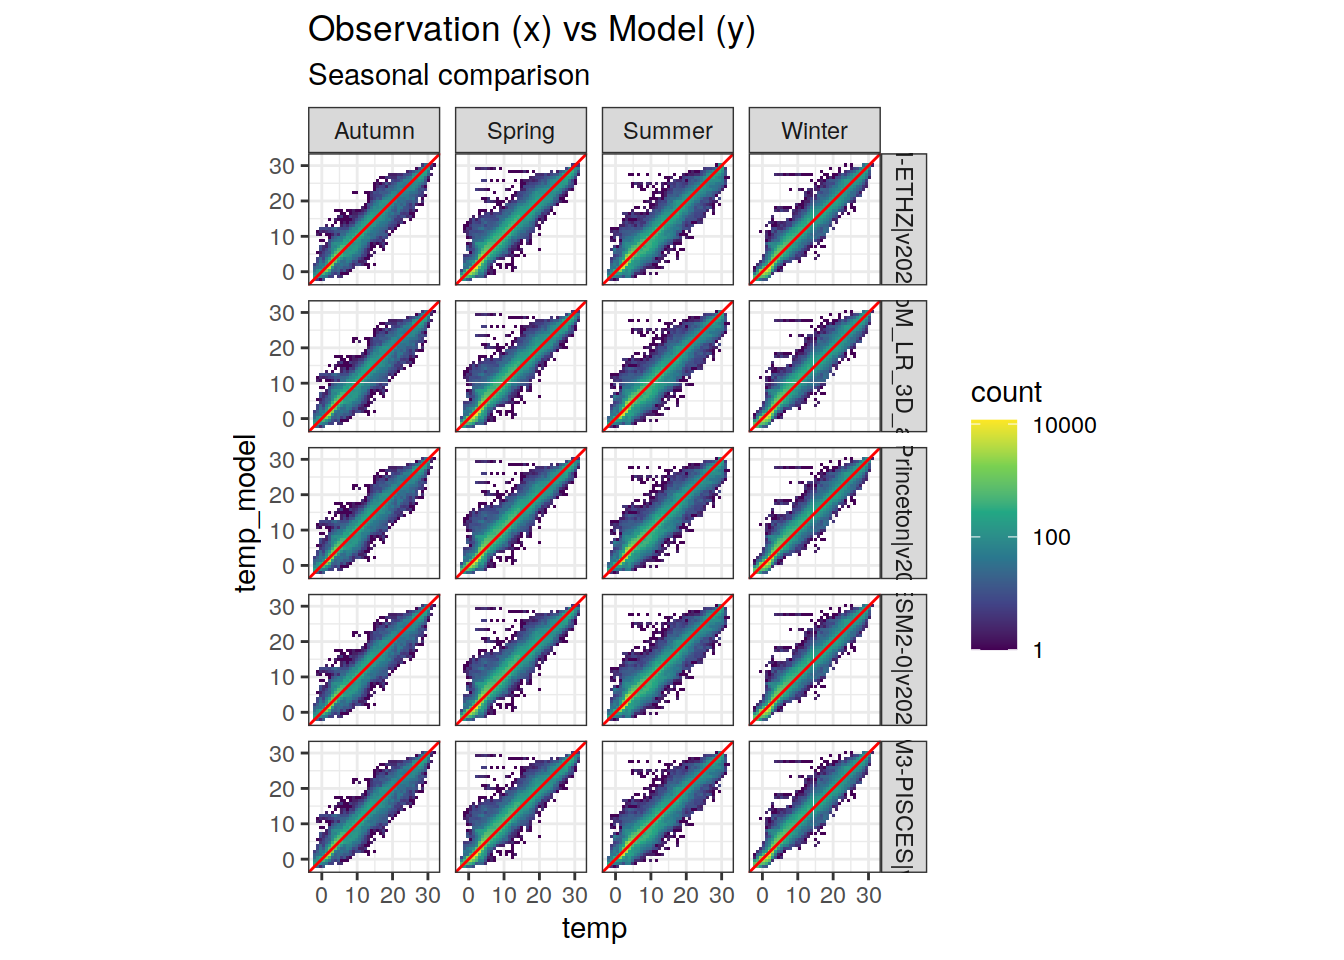 Observation (x) vs Model (y)
Seasonal comparison
Autumn Spring Summer Winter
30
20
10
0
-ETHZ|v202
30
20
10
0
M_LR_3D_
30
20
10
0
Princeton|v20
30
20
10
0
SM2-0|v202
30
20
10
0
M3-PISCES|
0 10 20 30 0 10 20 30 0 10 20 30 0 10 20 30
temp
temp_model
count
10000
100
1